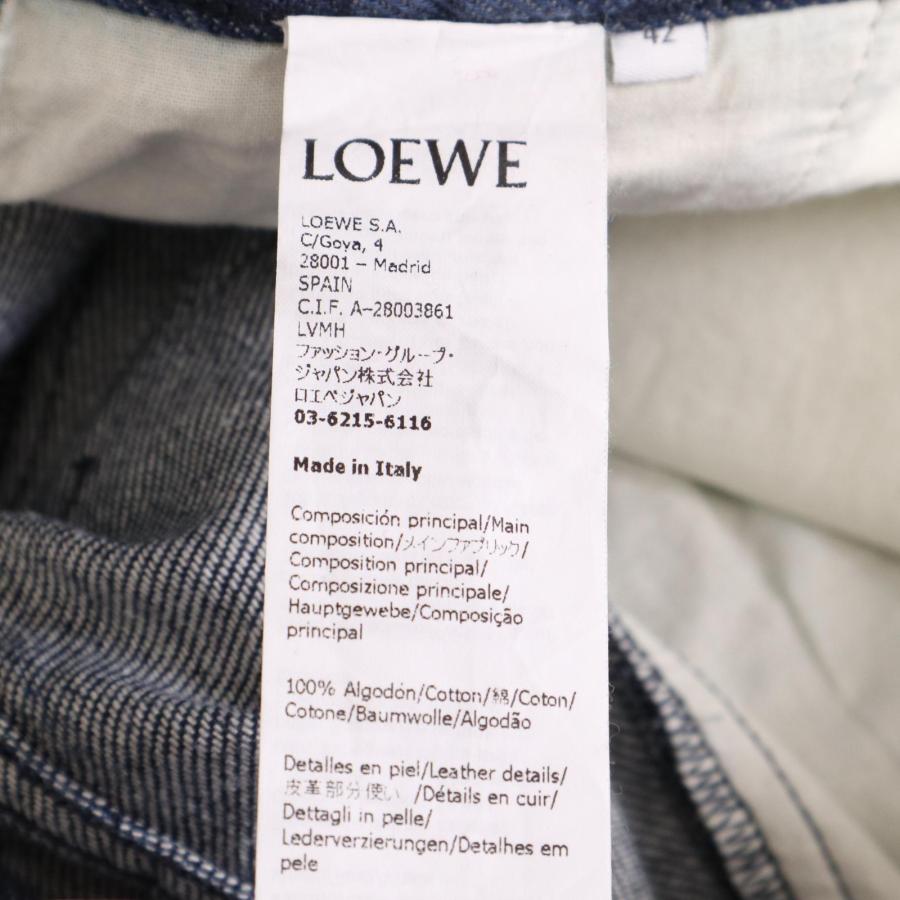 42
LOEWE
LOEWE S.A.
C/Goya, 4
28001 – Madrid
SPAIN
C.I.F. A–28003861
LVMH
ファッション・グループ・
ジャパン株式会社
ロエベジャパン
03-6215-6116
Made in Italy
Composición principal/Main
composition/メインファブリック/
Composition principal/
Composizione principale/
Hauptgewebe/Composição
principal
100% Algodón/Cotton/綿/Coton/
Cotone/Baumwolle/Algodão
Detalles en piel/Leather details/
皮革部分使い /Détails en cuir/
Dettagli in pelle/
Lederverzierungen/Detalhes em
pele